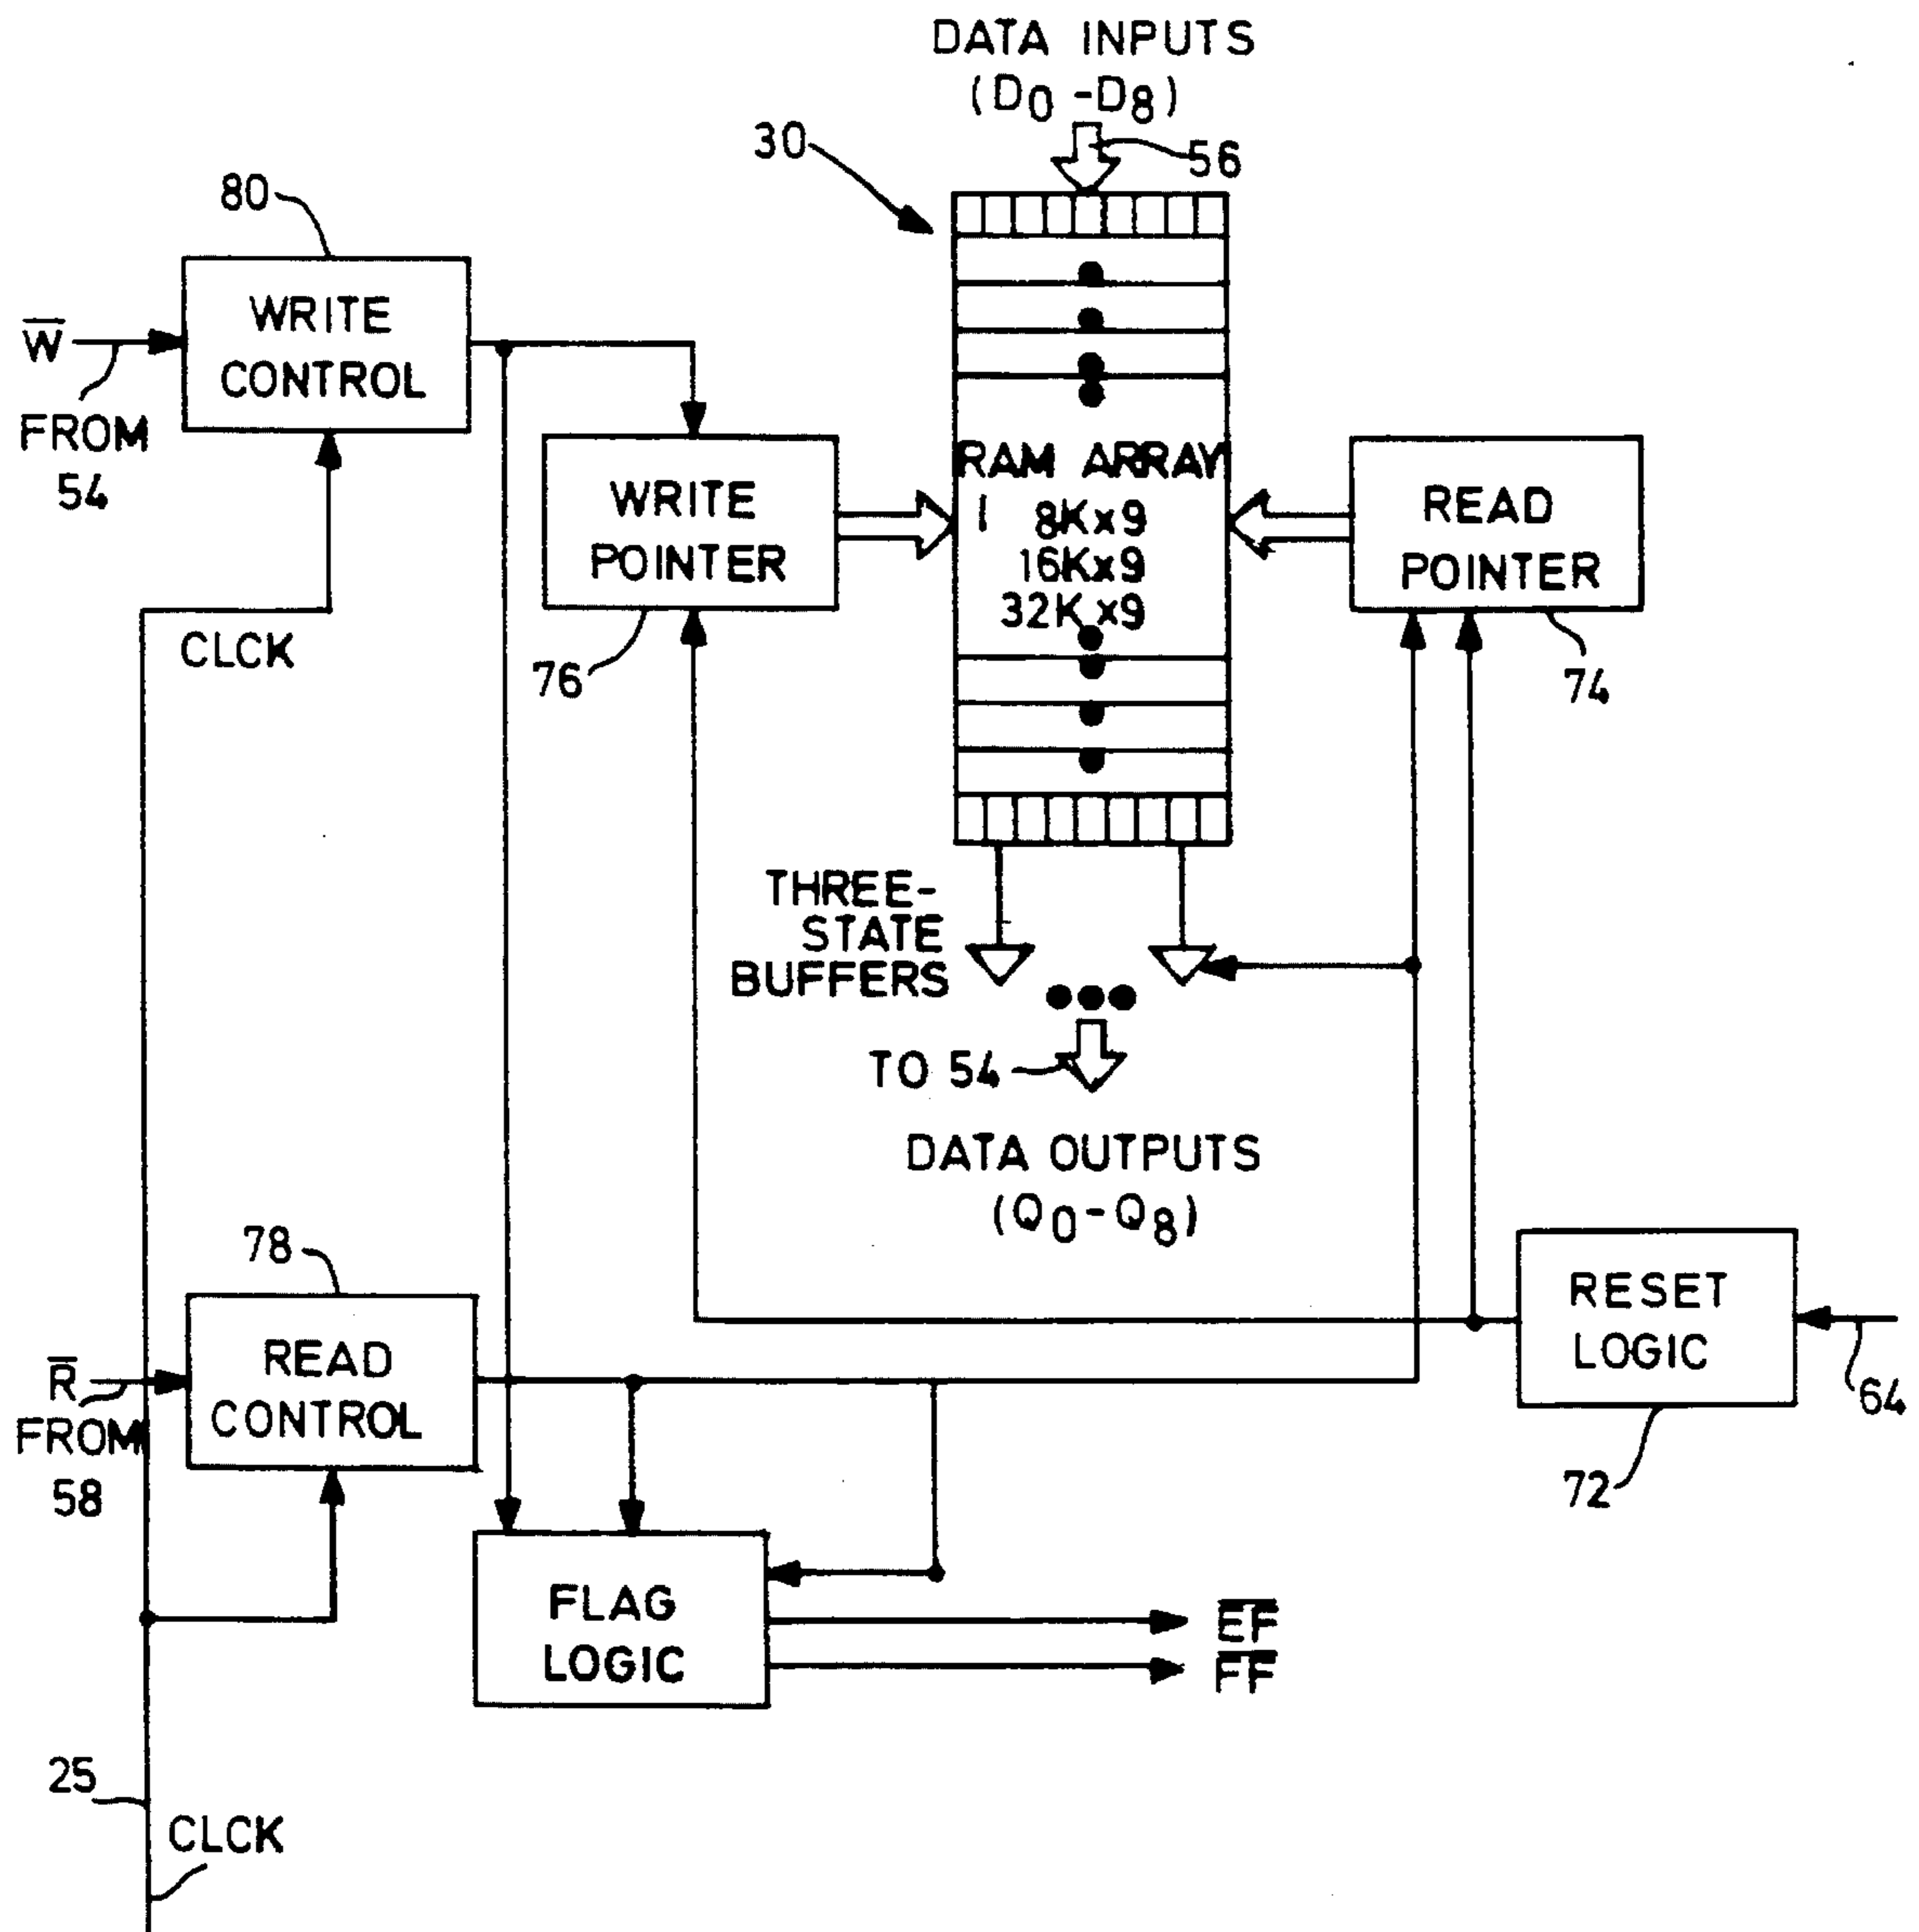 DATA INPUTS
(D0 -D8)
30
56
80
WRITE
CONTROL
W̅
FROM
54
CLCK
WRITE
POINTER
76
RAM ARRAY
8Kx9
16Kx9
32Kx9
READ
POINTER
74
THREE-
STATE
BUFFERS
TO 54
DATA OUTPUTS
(Q0-Q8)
78
READ
CONTROL
R̅
FROM
58
RESET
LOGIC
64
72
FLAG
LOGIC
E̅F̅
F̅F̅
25
CLCK